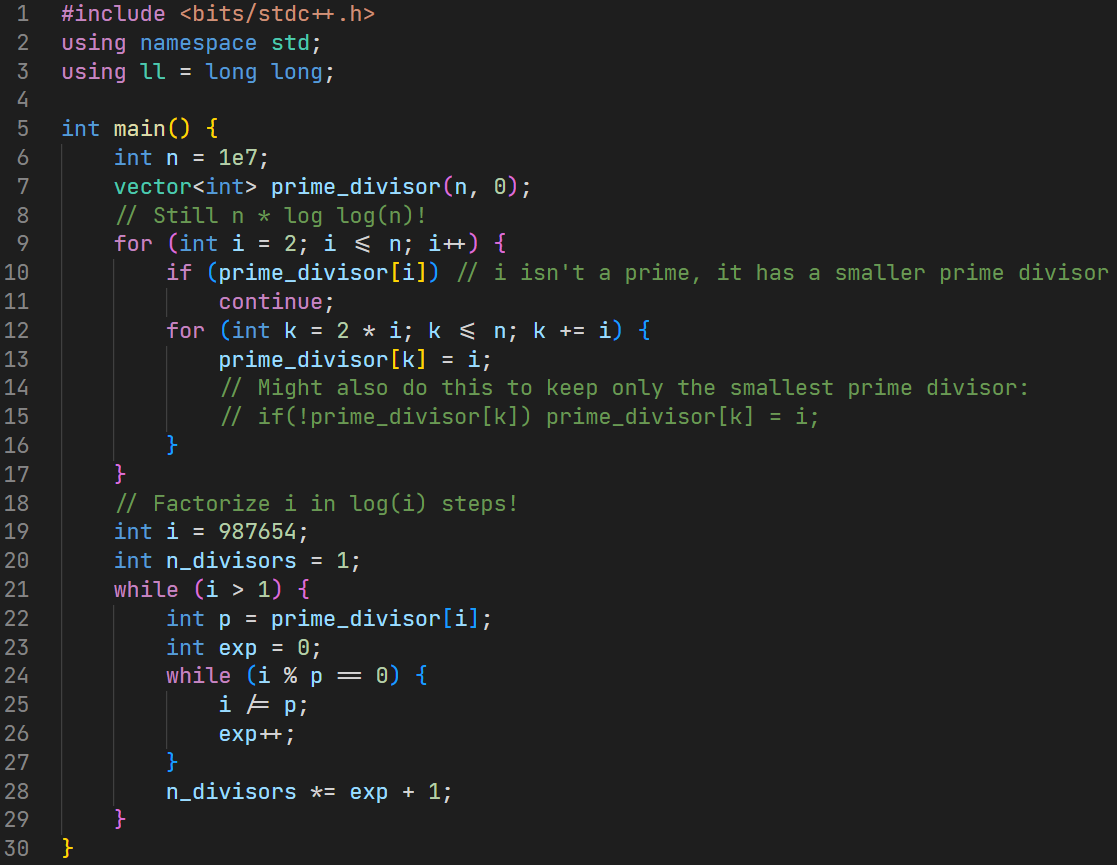 1 #include <bits/stdc++.h>
2 using namespace std;
3 using ll = long long;
4
5 int main() {
6     int n = 1e7;
7     vector<int> prime_divisor(n, 0);
8     // Still n * log log(n)!
9     for (int i = 2; i <= n; i++) {
10         if (prime_divisor[i]) // i isn't a prime, it has a smaller prime divisor
11             continue;
12         for (int k = 2 * i; k <= n; k += i) {
13             prime_divisor[k] = i;
14             // Might also do this to keep only the smallest prime divisor:
15             // if(!prime_divisor[k]) prime_divisor[k] = i;
16         }
17     }
18     // Factorize i in log(i) steps!
19     int i = 987654;
20     int n_divisors = 1;
21     while (i > 1) {
22         int p = prime_divisor[i];
23         int exp = 0;
24         while (i % p == 0) {
25             i /= p;
26             exp++;
27         }
28         n_divisors *= exp + 1;
29     }
30 }